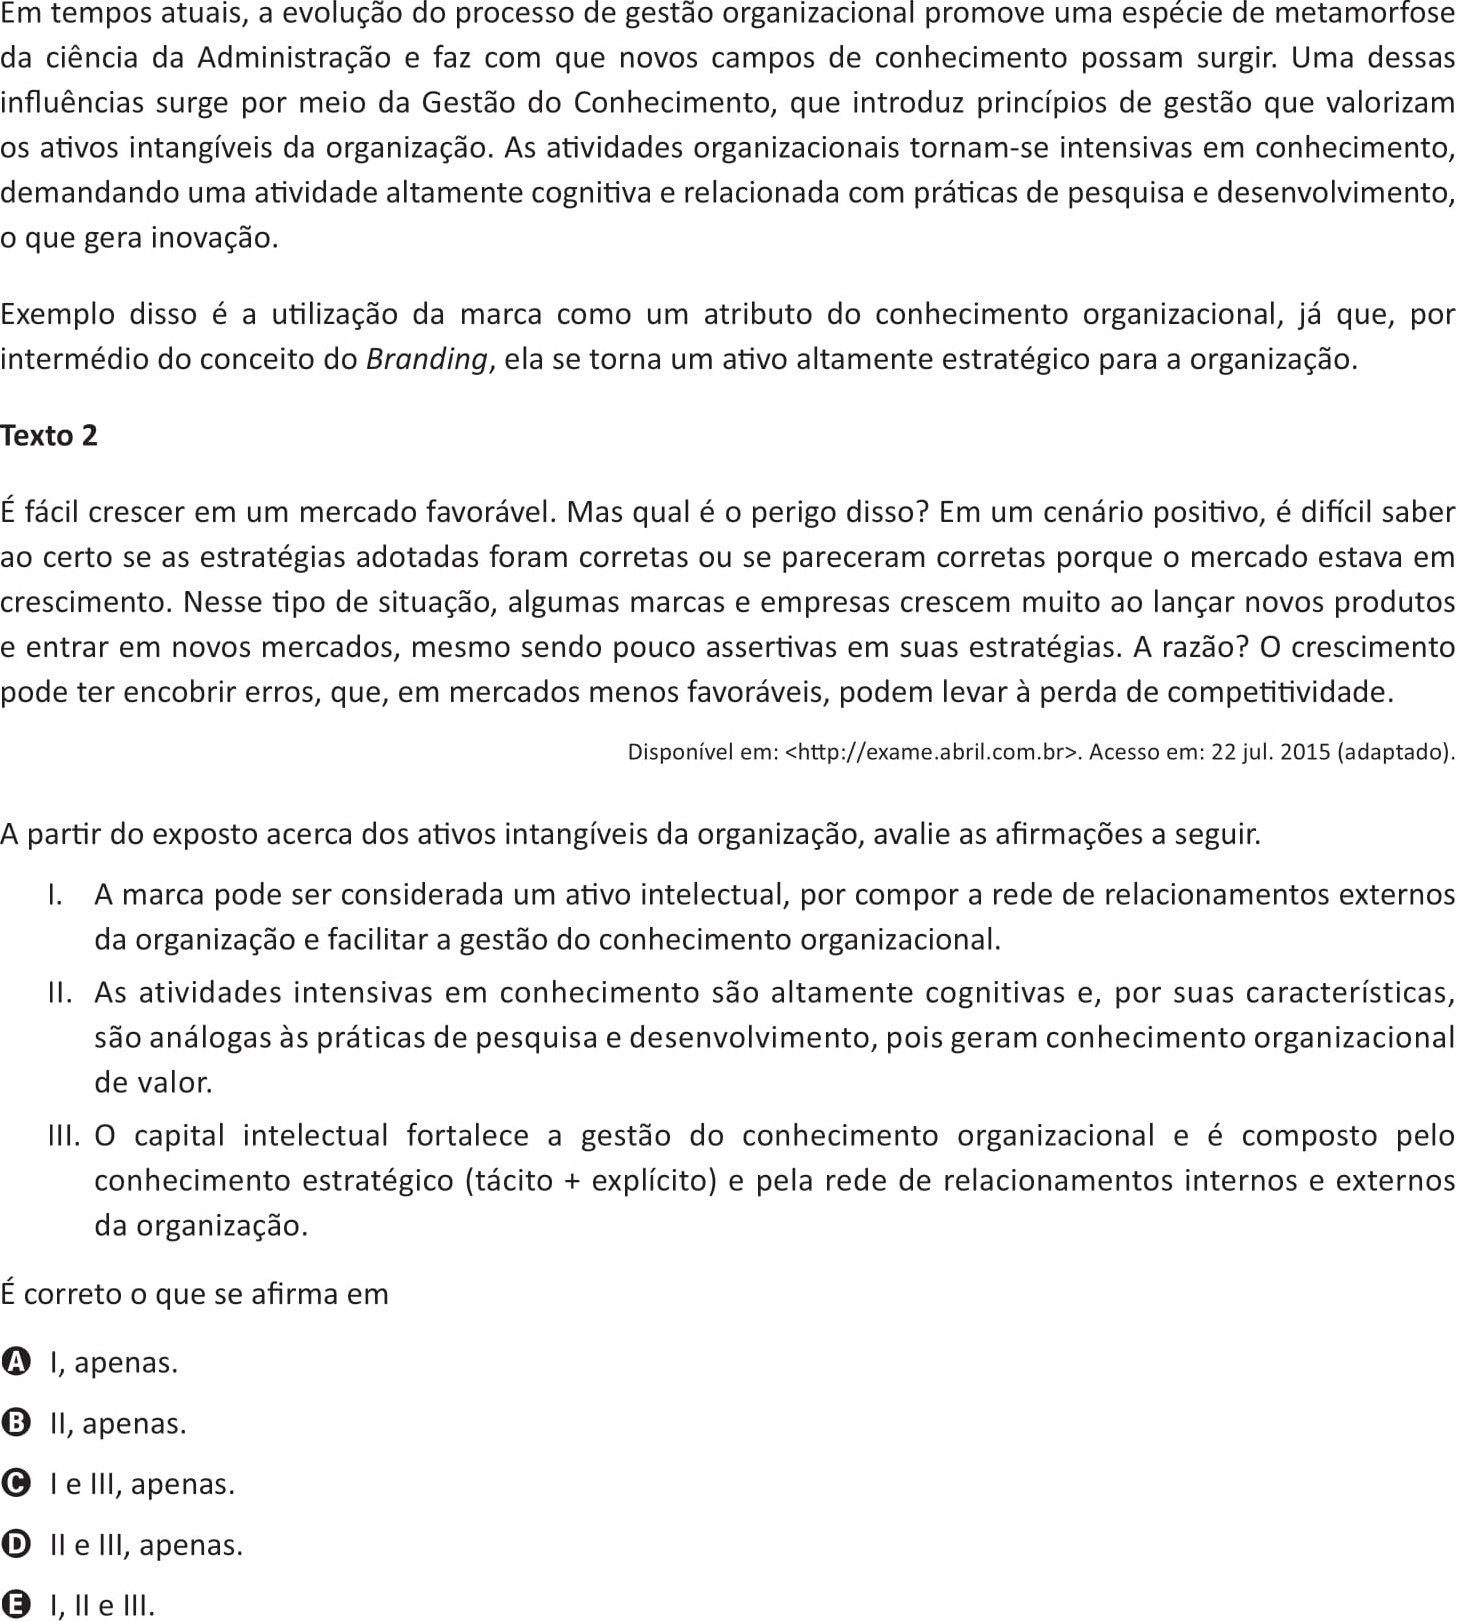 Em tempos atuais, a evolução do processo de gestão organizacional promove uma espécie de metamorfose
da ciência da Administração e faz com que novos campos de conhecimento possam surgir. Uma dessas
influências surge por meio da Gestão do Conhecimento, que introduz princípios de gestão que valorizam
os ativos intangíveis da organização. As atividades organizacionais tornam-se intensivas em conhecimento,
demandando uma atividade altamente cognitiva e relacionada com práticas de pesquisa e desenvolvimento,
o que gera inovação.
Exemplo disso é a utilização da marca como um atributo do conhecimento organizacional, já que, por
intermédio do conceito do Branding, ela se torna um ativo altamente estratégico para a organização.
Texto 2
É fácil crescer em um mercado favorável. Mas qual é o perigo disso? Em um cenário positivo, é difícil saber
ao certo se as estratégias adotadas foram corretas ou se pareceram corretas porque o mercado estava em
crescimento. Nesse tipo de situação, algumas marcas e empresas crescem muito ao lançar novos produtos
e entrar em novos mercados, mesmo sendo pouco assertivas em suas estratégias. A razão? O crescimento
pode ter encobrir erros, que, em mercados menos favoráveis, podem levar à perda de competitividade.
Disponível em: <http://exame.abril.com.br>. Acesso em: 22 jul. 2015 (adaptado).
A partir do exposto acerca dos ativos intangíveis da organização, avalie as afirmações a seguir.
I. A marca pode ser considerada um ativo intelectual, por compor a rede de relacionamentos externos
da organização e facilitar a gestão do conhecimento organizacional.
II. As atividades intensivas em conhecimento são altamente cognitivas e, por suas características,
são análogas às práticas de pesquisa e desenvolvimento, pois geram conhecimento organizacional
de valor.
III. O capital intelectual fortalece a gestão do conhecimento organizacional e é composto pelo
conhecimento estratégico (tácito + explícito) e pela rede de relacionamentos internos e externos
da organização.
É correto o que se afirma em
A I, apenas.
B II, apenas.
C I e III, apenas.
D II e III, apenas.
E I, II e III.